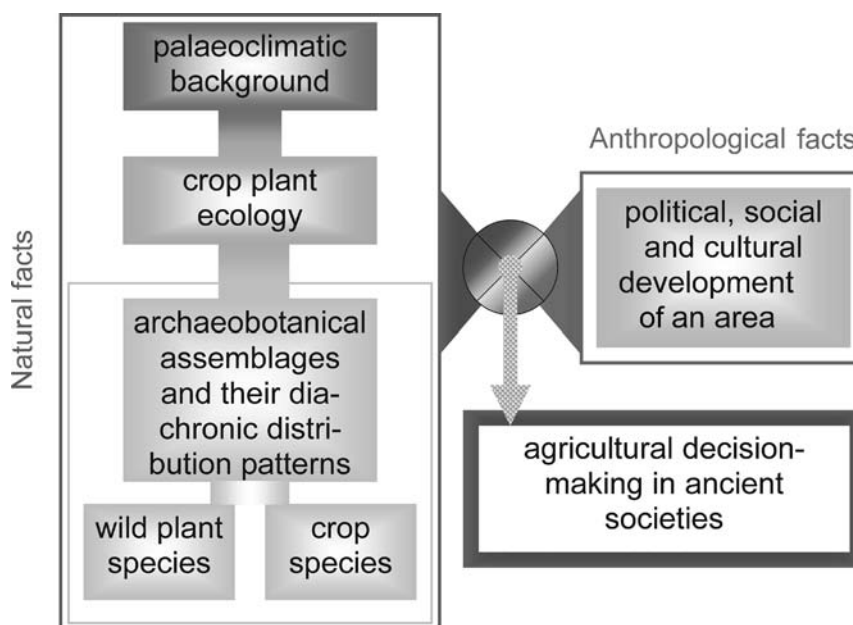 Natural facts
palaeoclimatic
background
crop plant
ecology
archaeobotanical
assemblages
and their dia-
chronic distri-
bution patterns
wild plant
species
crop
species
Anthropological facts
political, social
and cultural
development
of an area
agricultural decision-
making in ancient
societies